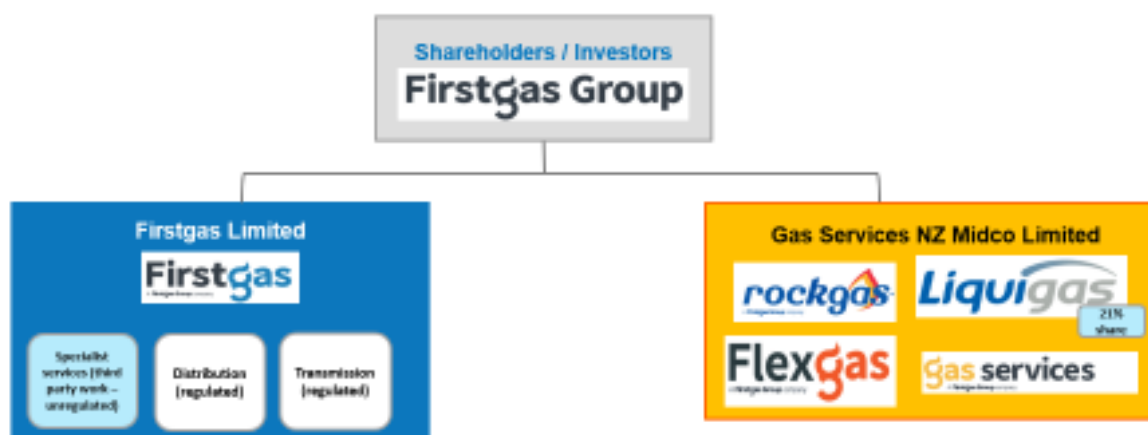 Shareholders / Investors
Firstgas Group
Firstgas Limited
Firstgas
Specialist
services (third
party work –
unregulated)
Distribution
(regulated)
Transmission
(regulated)
Gas Services NZ Midco Limited
rockgas
Liquigas
21%
share
Flexgas
gas services